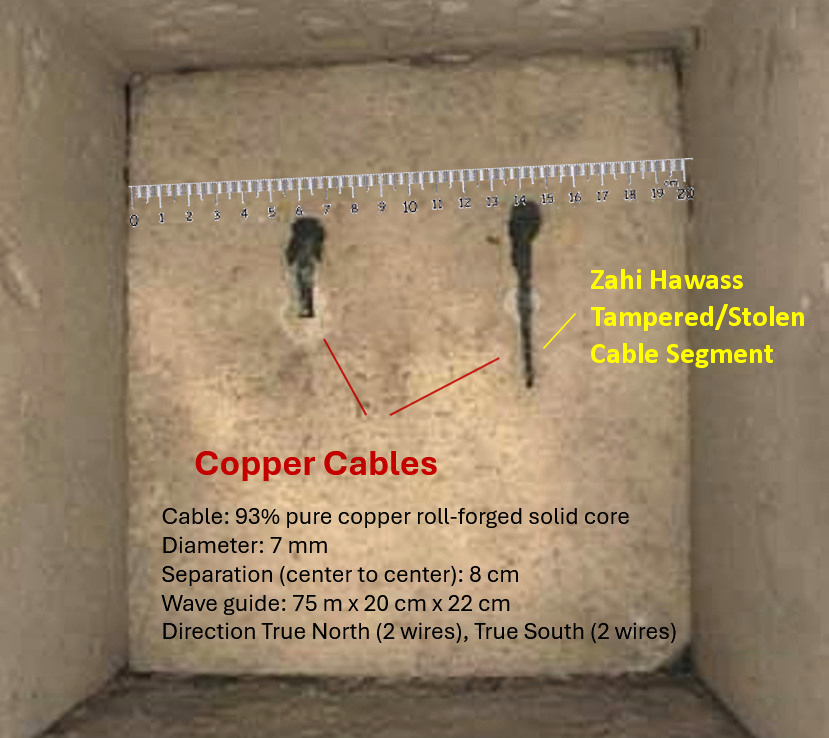 0 1 2 3 4 5 6 7 8 9 10 11 12 13 14 15 16 17 18 19 20
Zahi Hawass
Tampered/Stolen
Cable Segment
Copper Cables
Cable: 93% pure copper roll-forged solid core
Diameter: 7 mm
Separation (center to center): 8 cm
Wave guide: 75 m x 20 cm x 22 cm
Direction True North (2 wires), True South (2 wires)